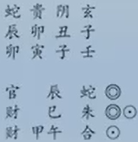 蛇 貴 阴 玄
辰 卯 丑 子
卯 寅 子 壬
官 辰 蛇 ◎
财 巳 朱 ◎⊙
财 甲午 合 ⊙